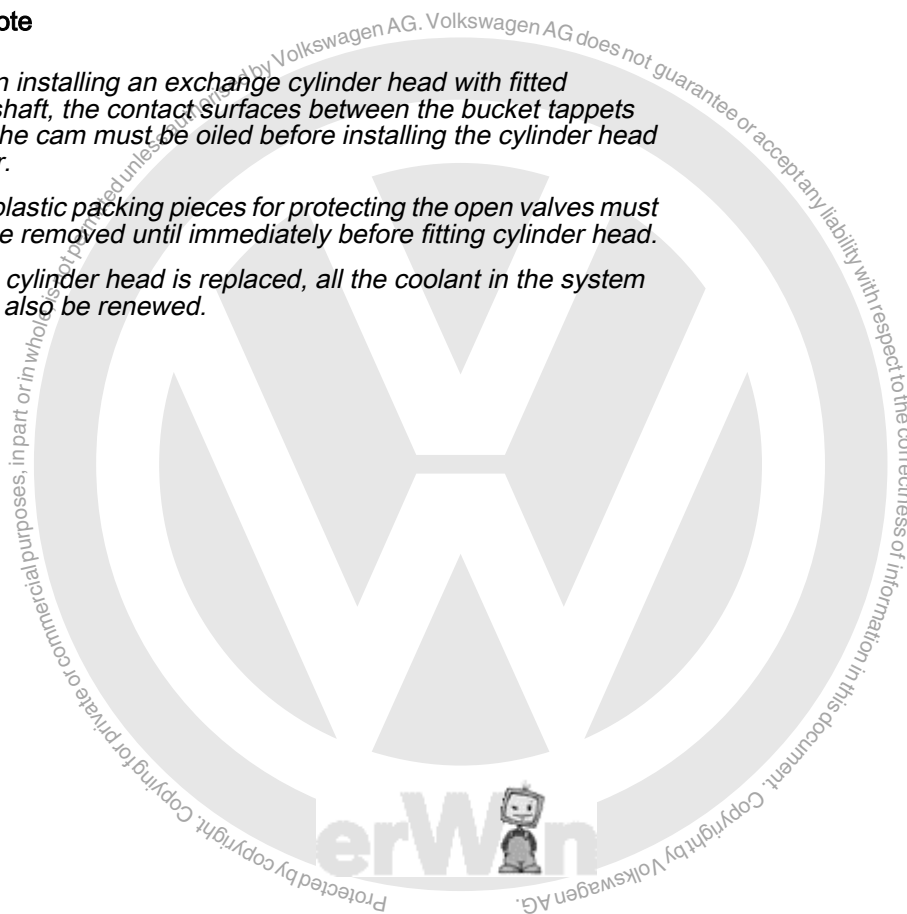 ote
n installing an exchange cylinder head with fitted
shaft, the contact surfaces between the bucket tappets
he cam must be oiled before installing the cylinder head
r.
plastic packing pieces for protecting the open valves must
e removed until immediately before fitting cylinder head.
cylinder head is replaced, all the coolant in the system
also be renewed.
Protected by copyright. Copying for private or commercial purposes, in part or in whole, is not permitted unless authorised by Volkswagen AG. Volkswagen AG does not guarantee or accept any liability with respect to the correctness of information in this document. Copyright by Volkswagen AG.
erWin